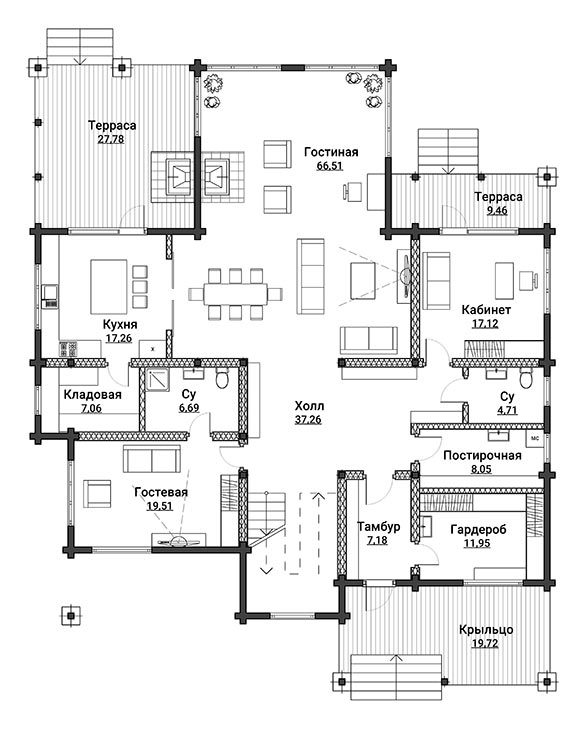 Терраса
27,78
Гостиная
66,51
Терраса
9,46
Кабинет
17,12
Кухня
17,26
х
Кладовая
7,06
Су
6,69
Холл
37,26
Су
4,71
МС
Постирочная
8,05
Гостевая
19,51
Тамбур
7,18
Гардероб
11,95
Крыльцо
19,72